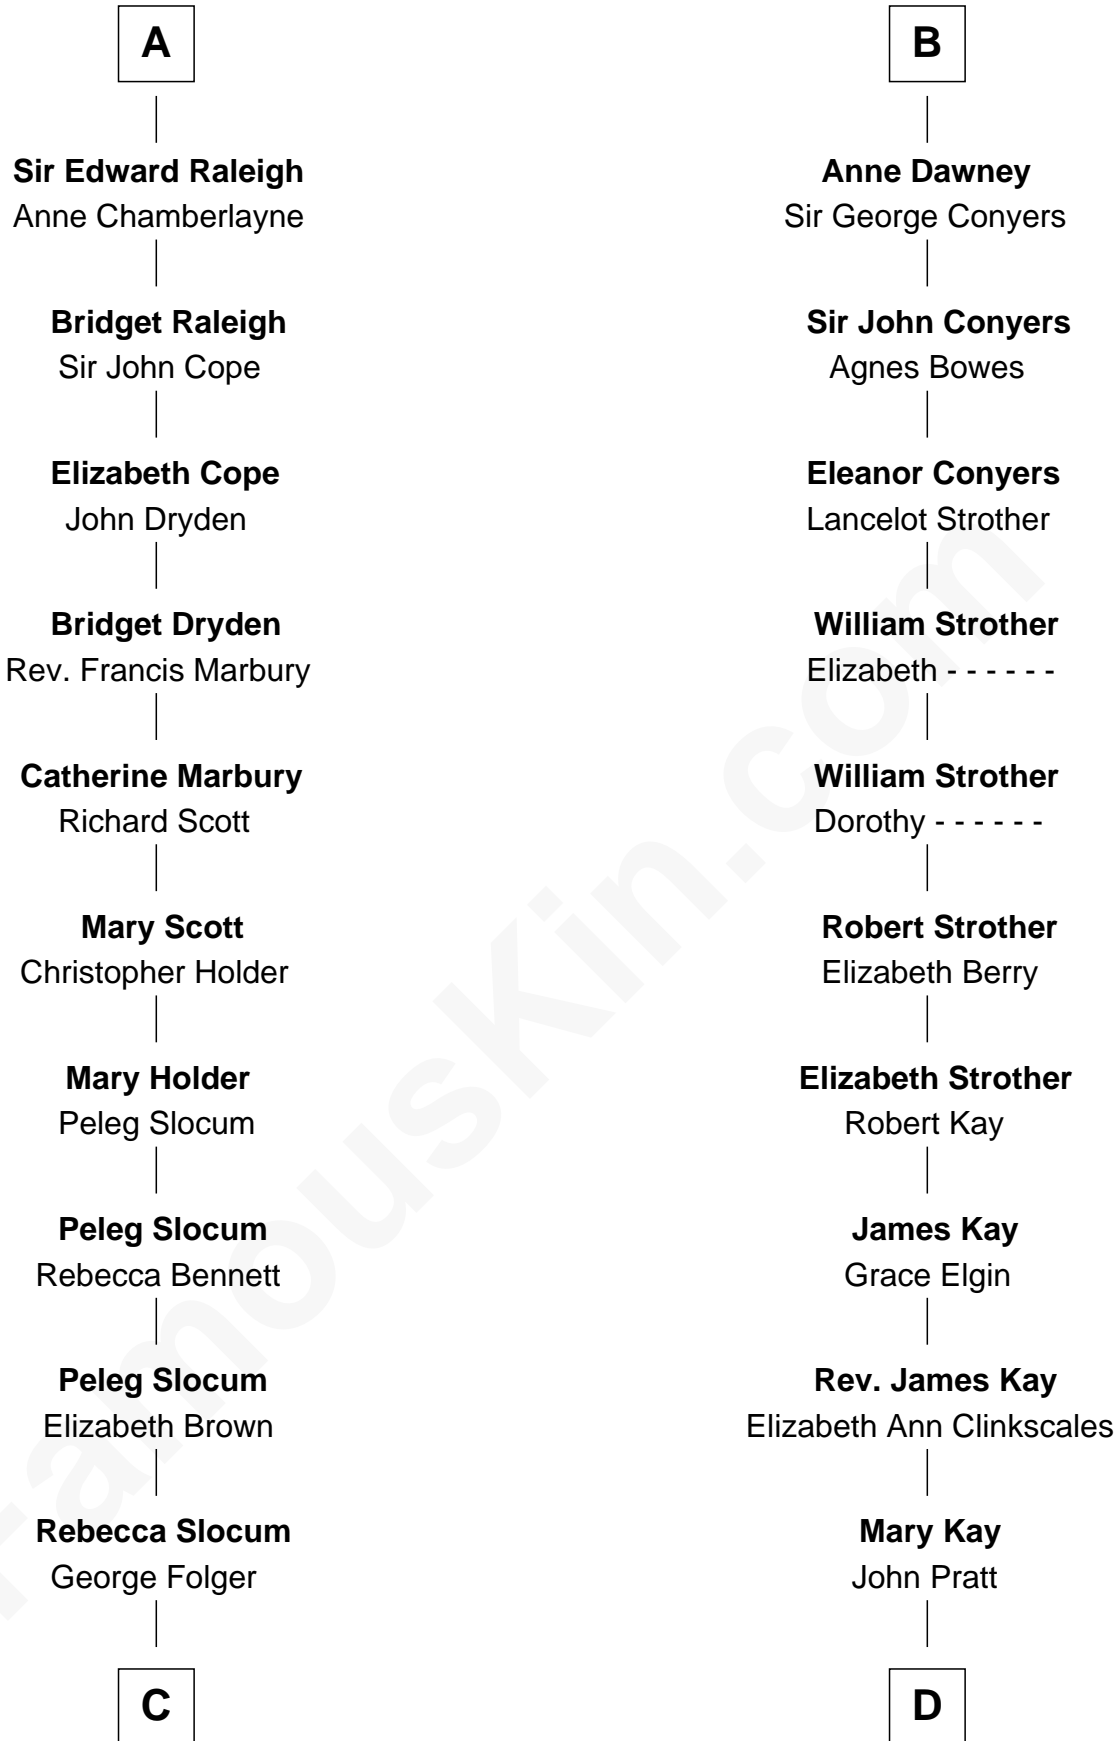 A
Sir Edward Raleigh
Anne Chamberlayne
Bridget Raleigh
Sir John Cope
Elizabeth Cope
John Dryden
Bridget Dryden
Rev. Francis Marbury
Catherine Marbury
Richard Scott
Mary Scott
Christopher Holder
Mary Holder
Peleg Slocum
Peleg Slocum
Rebecca Bennett
Peleg Slocum
Elizabeth Brown
Rebecca Slocum
George Folger
C
B
Anne Dawney
Sir George Conyers
Sir John Conyers
Agnes Bowes
Eleanor Conyers
Lancelot Strother
William Strother
Elizabeth - - - - - -
William Strother
Dorothy - - - - - -
Robert Strother
Elizabeth Berry
Elizabeth Strother
Robert Kay
James Kay
Grace Elgin
Rev. James Kay
Elizabeth Ann Clinkscales
Mary Kay
John Pratt
D
FamousKin.com